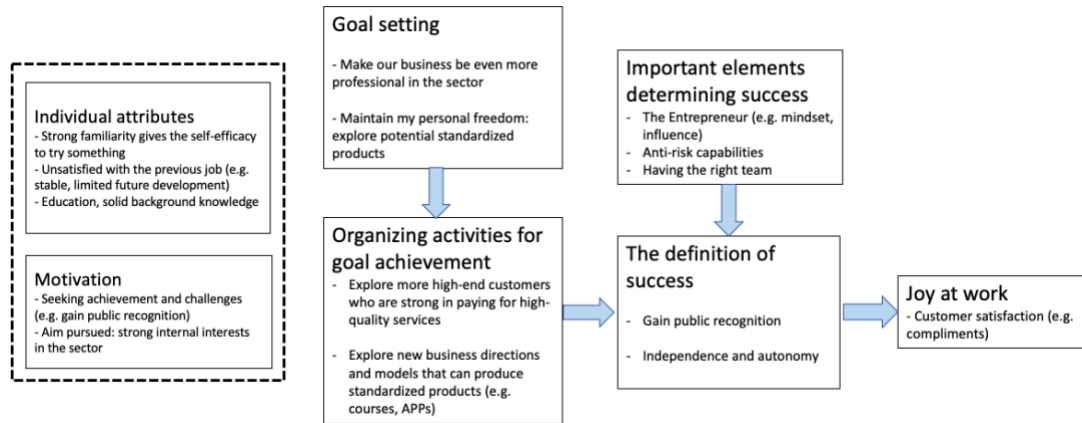 Individual attributes
- Strong familiarity gives the self-efficacy
to try something
- Unsatisfied with the previous job (e.g.
stable, limited future development)
- Education, solid background knowledge
Motivation
- Seeking achievement and challenges
(e.g. gain public recognition)
- Aim pursued: strong internal interests
in the sector
Goal setting
- Make our business be even more
professional in the sector
- Maintain my personal freedom:
explore potential standardized
products
Organizing activities for
goal achievement
- Explore more high-end customers
who are strong in paying for high-
quality services
- Explore new business directions
and models that can produce
standardized products (e.g.
courses, APPs)
Important elements
determining success
- The Entrepreneur (e.g. mindset,
influence)
- Anti-risk capabilities
- Having the right team
The definition of
success
- Gain public recognition
- Independence and autonomy
Joy at work
- Customer satisfaction (e.g.
compliments)